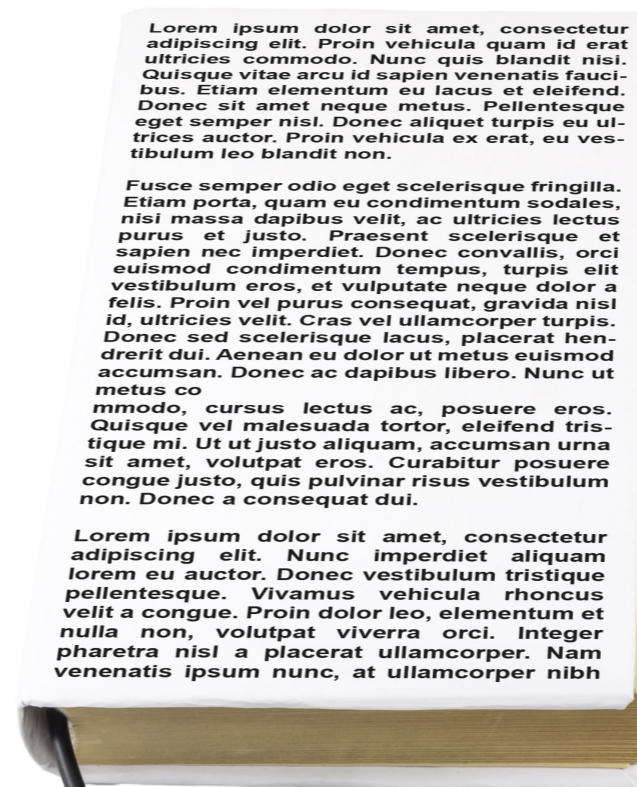 Lorem ipsum dolor sit amet, consectetur
adipiscing elit. Proin vehicula quam id erat
ultricies commodo. Nunc quis blandit nisi.
Quisque vitae arcu id sapien venenatis fauci-
bus. Etiam elementum eu lacus et eleifend.
Donec sit amet neque metus. Pellentesque
eget semper nisl. Donec aliquet turpis eu ul-
trices auctor. Proin vehicula ex erat, eu ves-
tibulum leo blandit non.
Fusce semper odio eget scelerisque fringilla.
Etiam porta, quam eu condimentum sodales,
nisi massa dapibus velit, ac ultricies lectus
purus et justo. Praesent scelerisque et
sapien nec imperdiet. Donec convallis, orci
euismod condimentum tempus, turpis elit
vestibulum eros, et vulputate neque dolor a
felis. Proin vel purus consequat, gravida nisl
id, ultricies velit. Cras vel ullamcorper turpis.
Donec sed scelerisque lacus, placerat hen-
drerit dui. Aenean eu dolor ut metus euismod
accumsan. Donec ac dapibus libero. Nunc ut
metus co
mmodo, cursus lectus ac, posuere eros.
Quisque vel malesuada tortor, eleifend tris-
tique mi. Ut ut justo aliquam, accumsan urna
sit amet, volutpat eros. Curabitur posuere
congue justo, quis pulvinar risus vestibulum
non. Donec a consequat dui.
Lorem ipsum dolor sit amet, consectetur
adipiscing elit. Nunc imperdiet aliquam
lorem eu auctor. Donec vestibulum tristique
pellentesque. Vivamus vehicula rhoncus
velit a congue. Proin dolor leo, elementum et
nulla non, volutpat viverra orci. Integer
pharetra nisl a placerat ullamcorper. Nam
venenatis ipsum nunc, at ullamcorper nibh